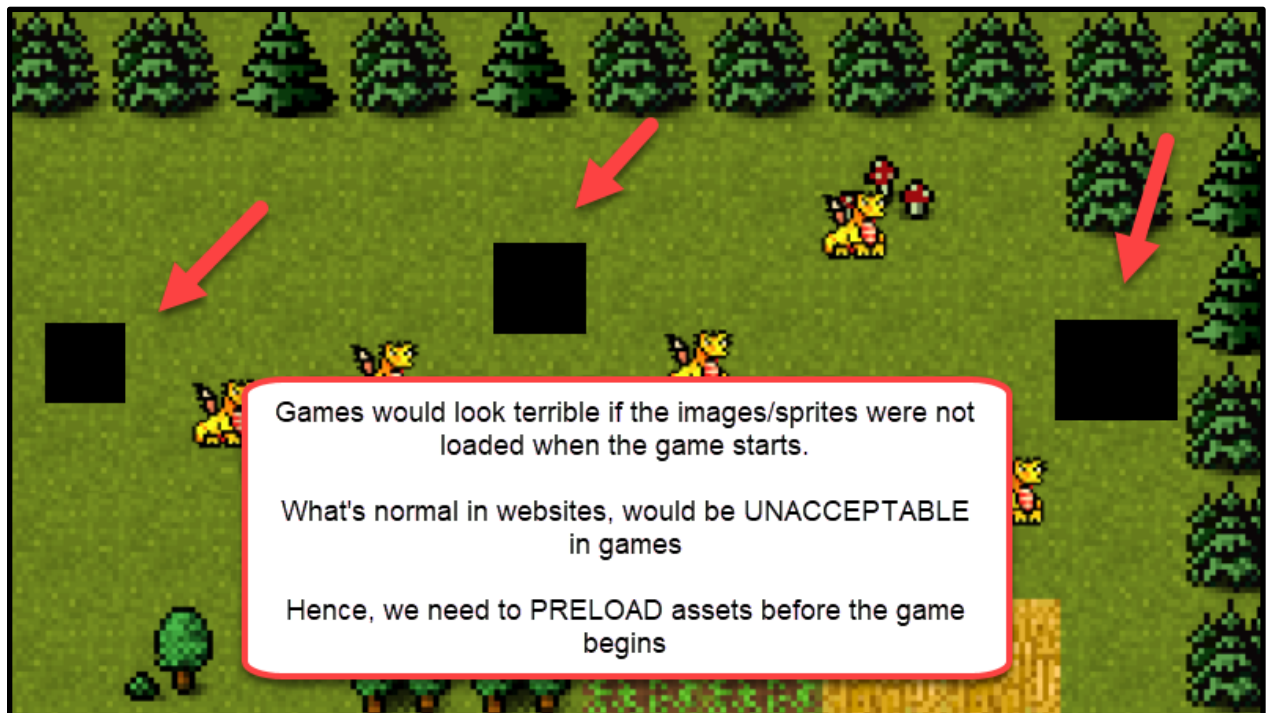 Games would look terrible if the images/sprites were not
loaded when the game starts.
What's normal in websites, would be UNACCEPTABLE
in games
Hence, we need to PRELOAD assets before the game
begins